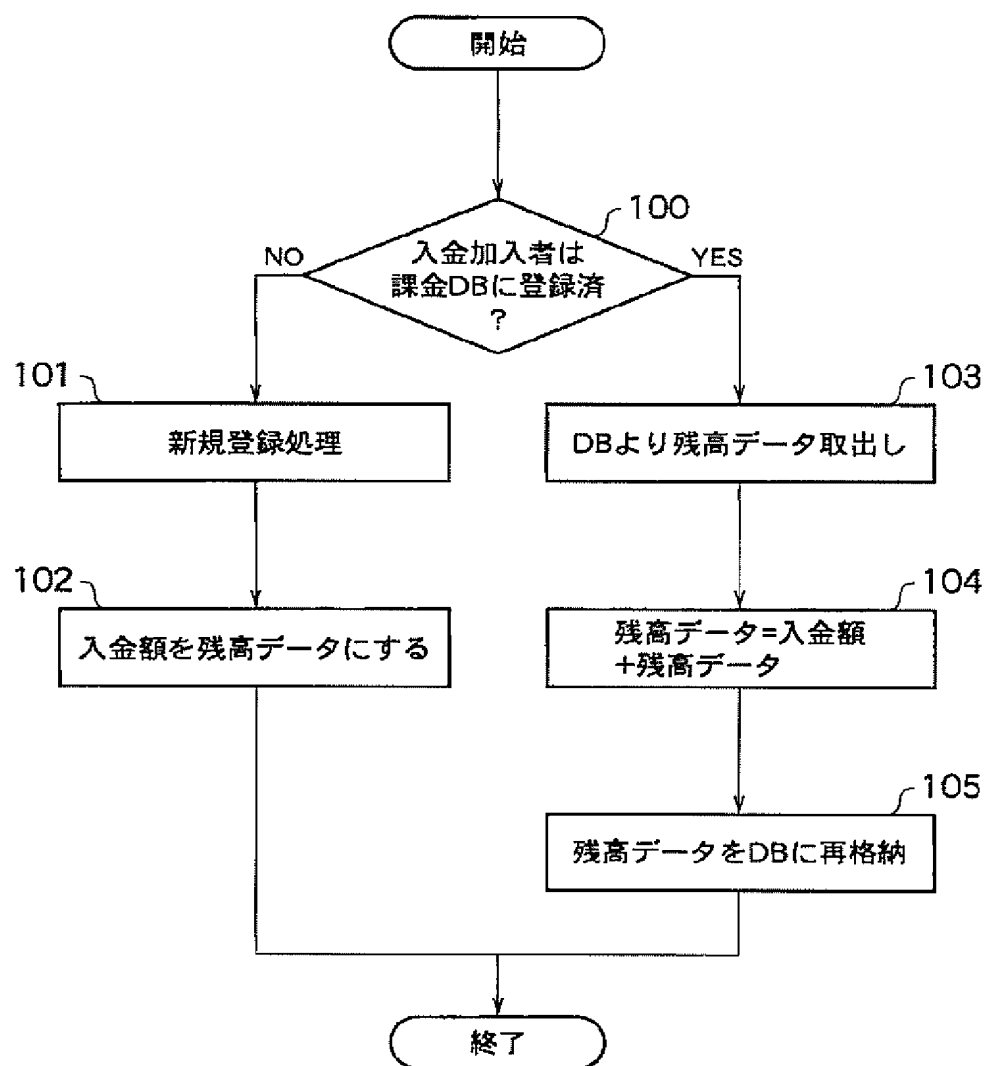 開始
100
入金加入者は
課金DBに登録済
?
NO
YES
101
新規登録処理
103
DBより残高データ取出し
102
入金額を残高データにする
104
残高データ=入金額
+残高データ
105
残高データをDBに再格納
終了